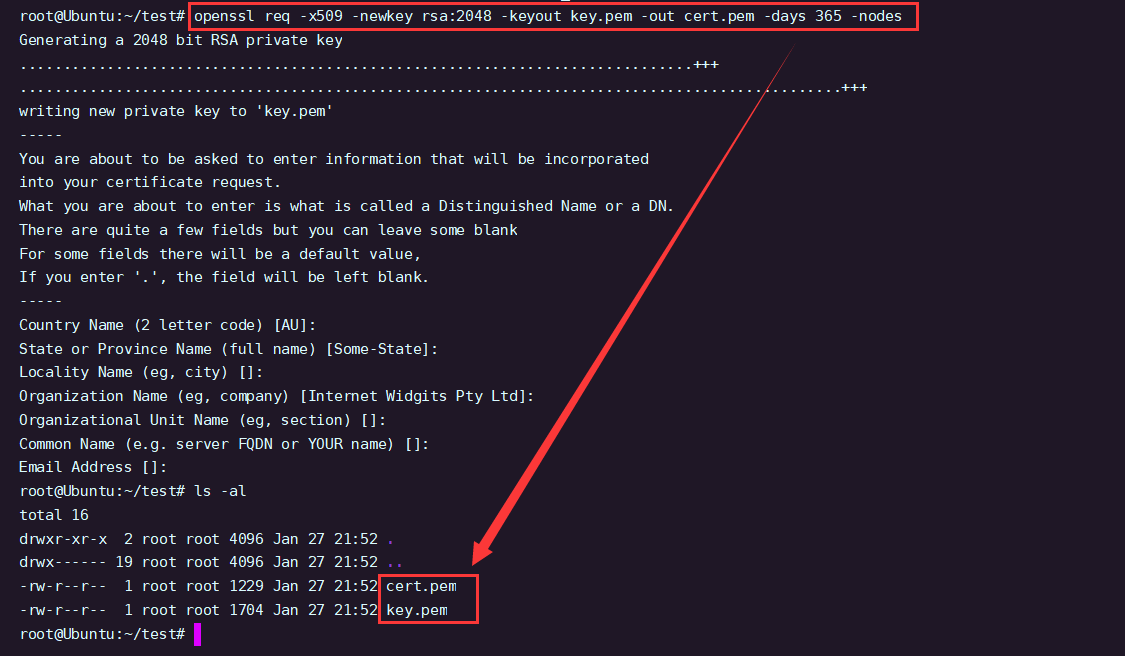 root@Ubuntu:~/test# openssl req -x509 -newkey rsa:2048 -keyout key.pem -out cert.pem -days 365 -nodes
Generating a 2048 bit RSA private key
.............................................................................+++
..............................................................................................+++
writing new private key to 'key.pem'
-----
You are about to be asked to enter information that will be incorporated
into your certificate request.
What you are about to enter is what is called a Distinguished Name or a DN.
There are quite a few fields but you can leave some blank
For some fields there will be a default value,
If you enter '.', the field will be left blank.
-----
Country Name (2 letter code) [AU]:
State or Province Name (full name) [Some-State]:
Locality Name (eg, city) []:
Organization Name (eg, company) [Internet Widgits Pty Ltd]:
Organizational Unit Name (eg, section) []:
Common Name (e.g. server FQDN or YOUR name) []:
Email Address []:
root@Ubuntu:~/test# ls -al
total 16
drwxr-xr-x  2 root root 4096 Jan 27 21:52 .
drwx------ 19 root root 4096 Jan 27 21:52 ..
-rw-r--r--  1 root root 1229 Jan 27 21:52 cert.pem
-rw-r--r--  1 root root 1704 Jan 27 21:52 key.pem
root@Ubuntu:~/test#